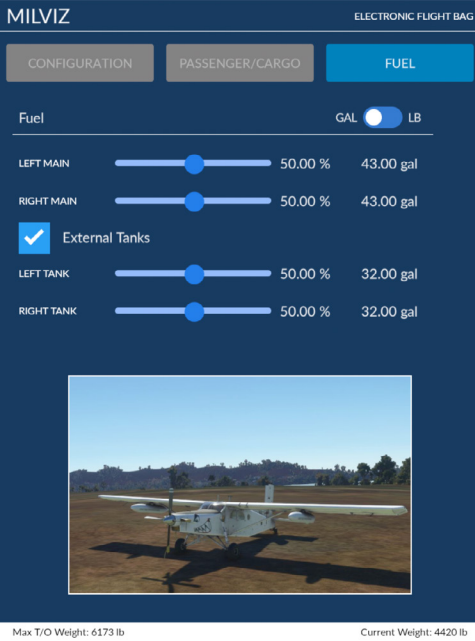 MILVIZ
ELECTRONIC FLIGHT BAG
CONFIGURATION
PASSENGER/CARGO
FUEL
Fuel
GAL
LB
LEFT MAIN 50.00 % 43.00 gal
RIGHT MAIN 50.00 % 43.00 gal
External Tanks
LEFT TANK 50.00 % 32.00 gal
RIGHT TANK 50.00 % 32.00 gal
Max T/O Weight: 6173 lb
Current Weight: 4420 lb